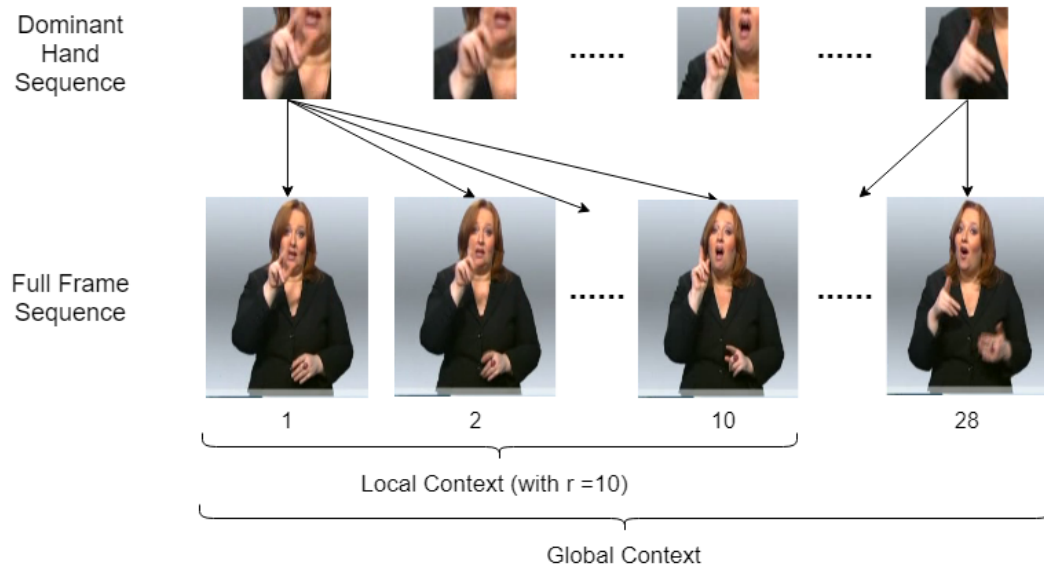 Dominant
Hand
Sequence
......
......
Full Frame
Sequence
......
......
1
2
10
28
Local Context (with r =10)
Global Context